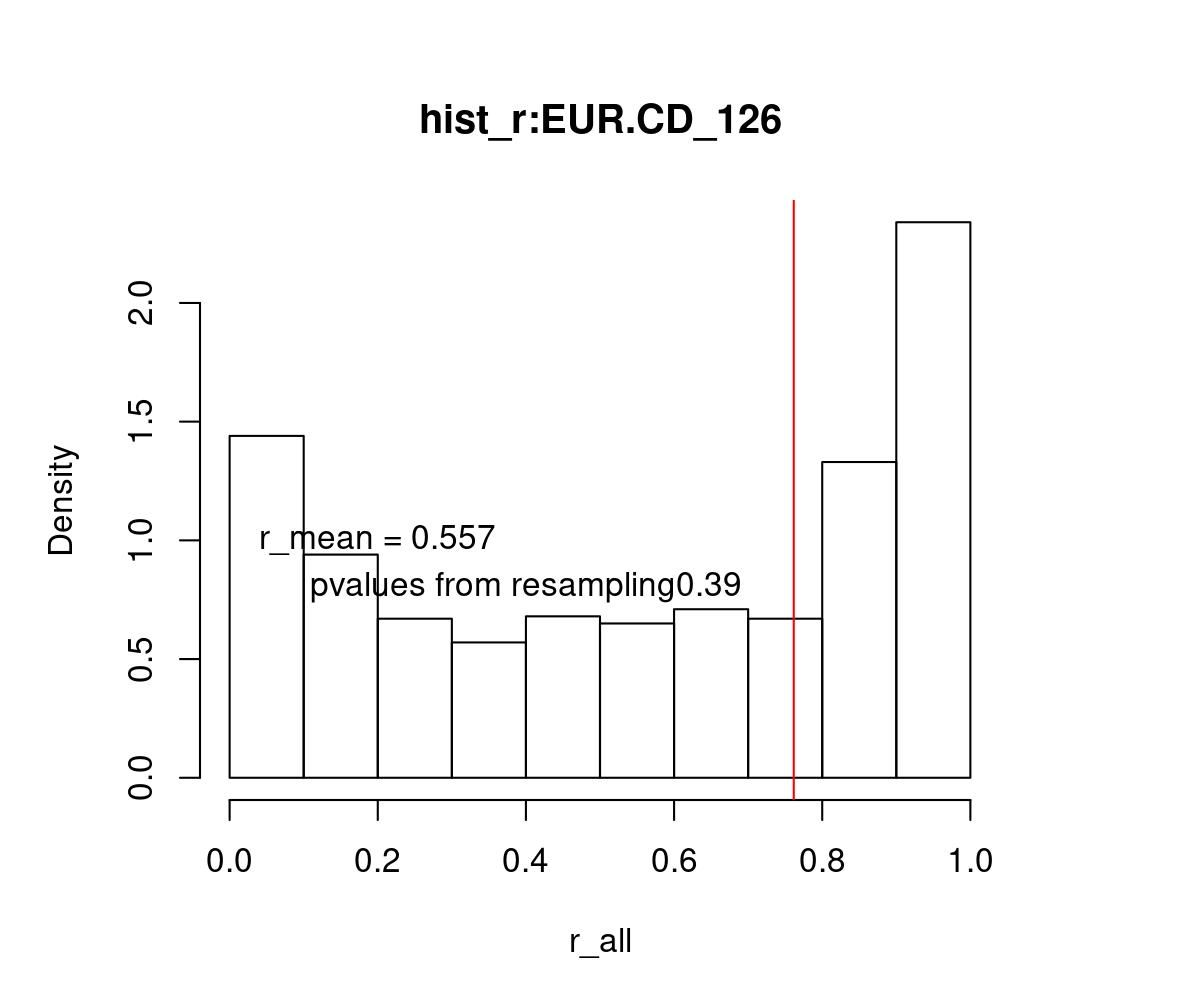 hist_r:EUR.CD_126
2.0
1.5
1.0
0.5
0.0
Density
r_mean = 0.557
pvalues from resampling0.39
0.0 0.2 0.4 0.6 0.8 1.0
r_all